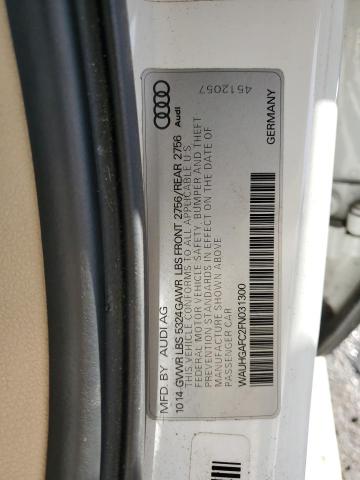 MFD. BY AUDI AG
10 14 GVWR LBS 5324 GAWR LBS FRONT 2756/REAR 2756
THIS VEHICLE CONFORMS TO ALL APPLICABLE U.S.
FEDERAL MOTOR VEHICLE SAFETY, BUMPER AND THEFT
PREVENTION STANDARDS IN EFFECT ON THE DATE OF
MANUFACTURE SHOWN ABOVE.
PASSENGER CAR
WAUHGAFC2FN031300
GERMANY
Audi
4512057